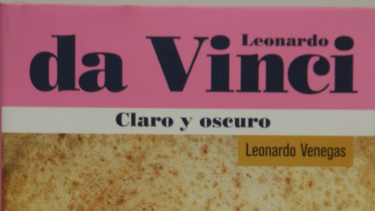 Leonardo
da Vinci
Claro y oscuro
Leonardo Venegas